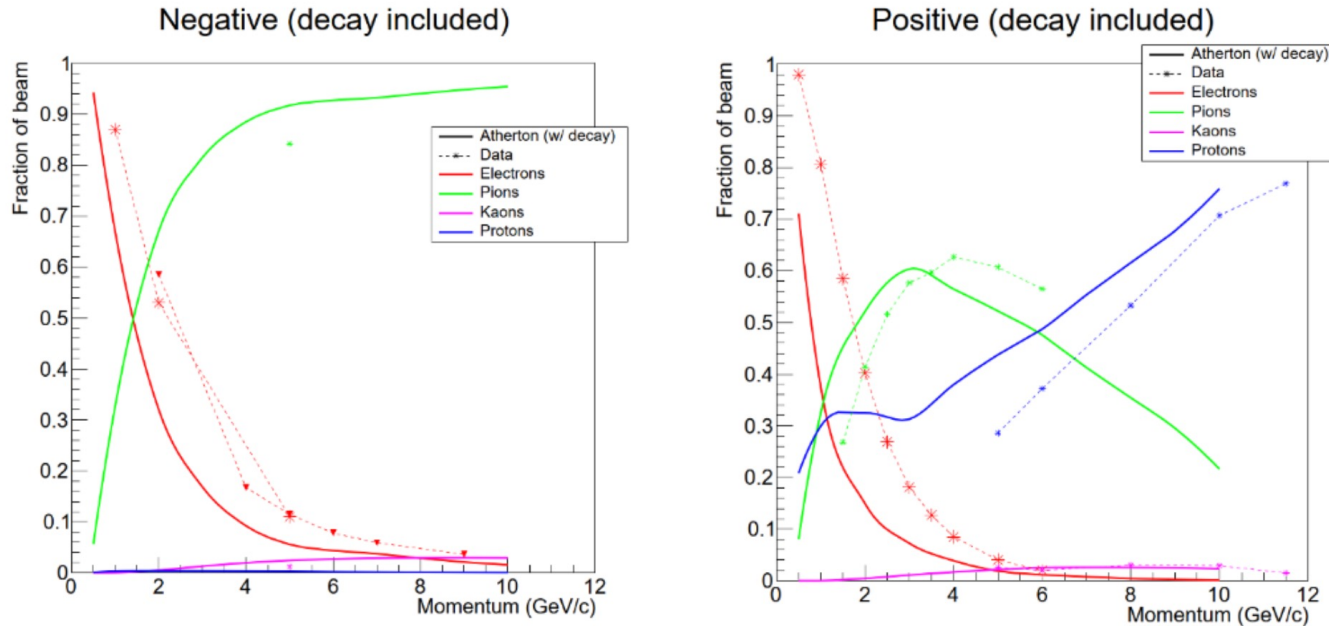 Negative (decay included)
Fraction of beam
1
0.9
0.8
0.7
0.6
0.5
0.4
0.3
0.2
0.1
0
Atherton (w/ decay)
Data
Electrons
Pions
Kaons
Protons
0 2 4 6 8 10 12
Momentum (GeV/c)
Positive (decay included)
Fraction of beam
1
0.9
0.8
0.7
0.6
0.5
0.4
0.3
0.2
0.1
0
Atherton (w/ decay)
Data
Electrons
Pions
Kaons
Protons
0 2 4 6 8 10 12
Momentum (GeV/c)